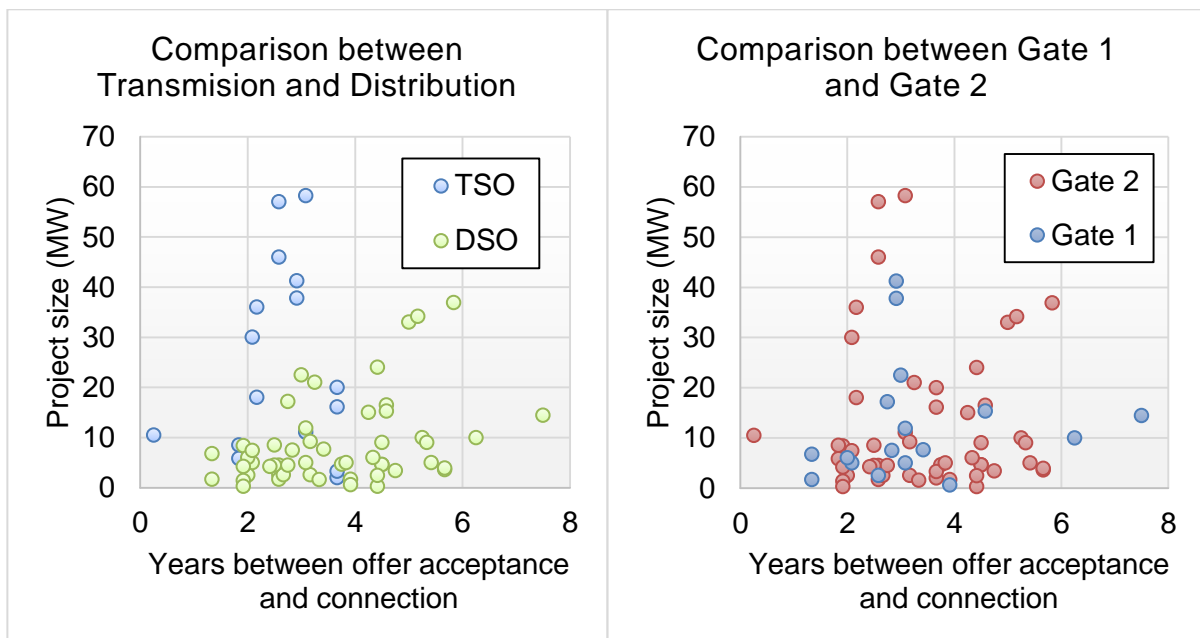 Comparison between
Transmision and Distribution
70
60
50
40
30
20
10
0
Project size (MW)
TSO
DSO
0 2 4 6 8
Years between offer acceptance
and connection
Comparison between Gate 1
and Gate 2
70
60
50
40
30
20
10
0
Project size (MW)
Gate 2
Gate 1
0 2 4 6 8
Years between offer acceptance
and connection